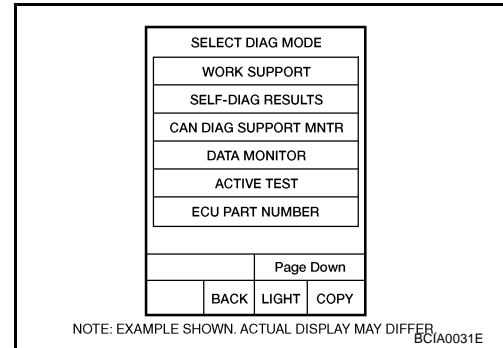 SELECT DIAG MODE
WORK SUPPORT
SELF-DIAG RESULTS
CAN DIAG SUPPORT MNTR
DATA MONITOR
ACTIVE TEST
ECU PART NUMBER
Page Down
BACK LIGHT COPY
NOTE: EXAMPLE SHOWN. ACTUAL DISPLAY MAY DIFFER.
BCIA0031E